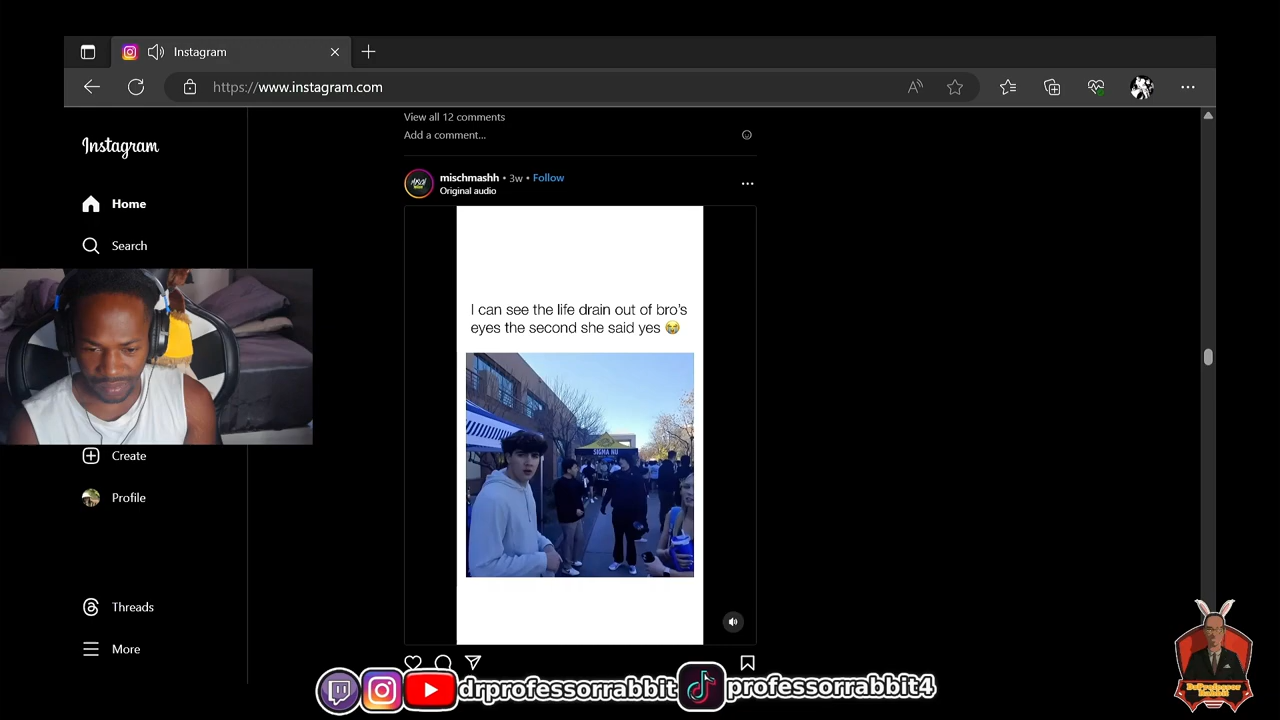 Instagram
https://www.instagram.com
View all 12 comments
Add a comment...
Instagram
mischmashh • 3w • Follow
Original audio
Home
Search
I can see the life drain out of bro's
eyes the second she said yes 😭
SIGMA NU
Create
Profile
Threads
More
drprofessorrabbit
professorrabbit4
DrProfessor
Rabbit